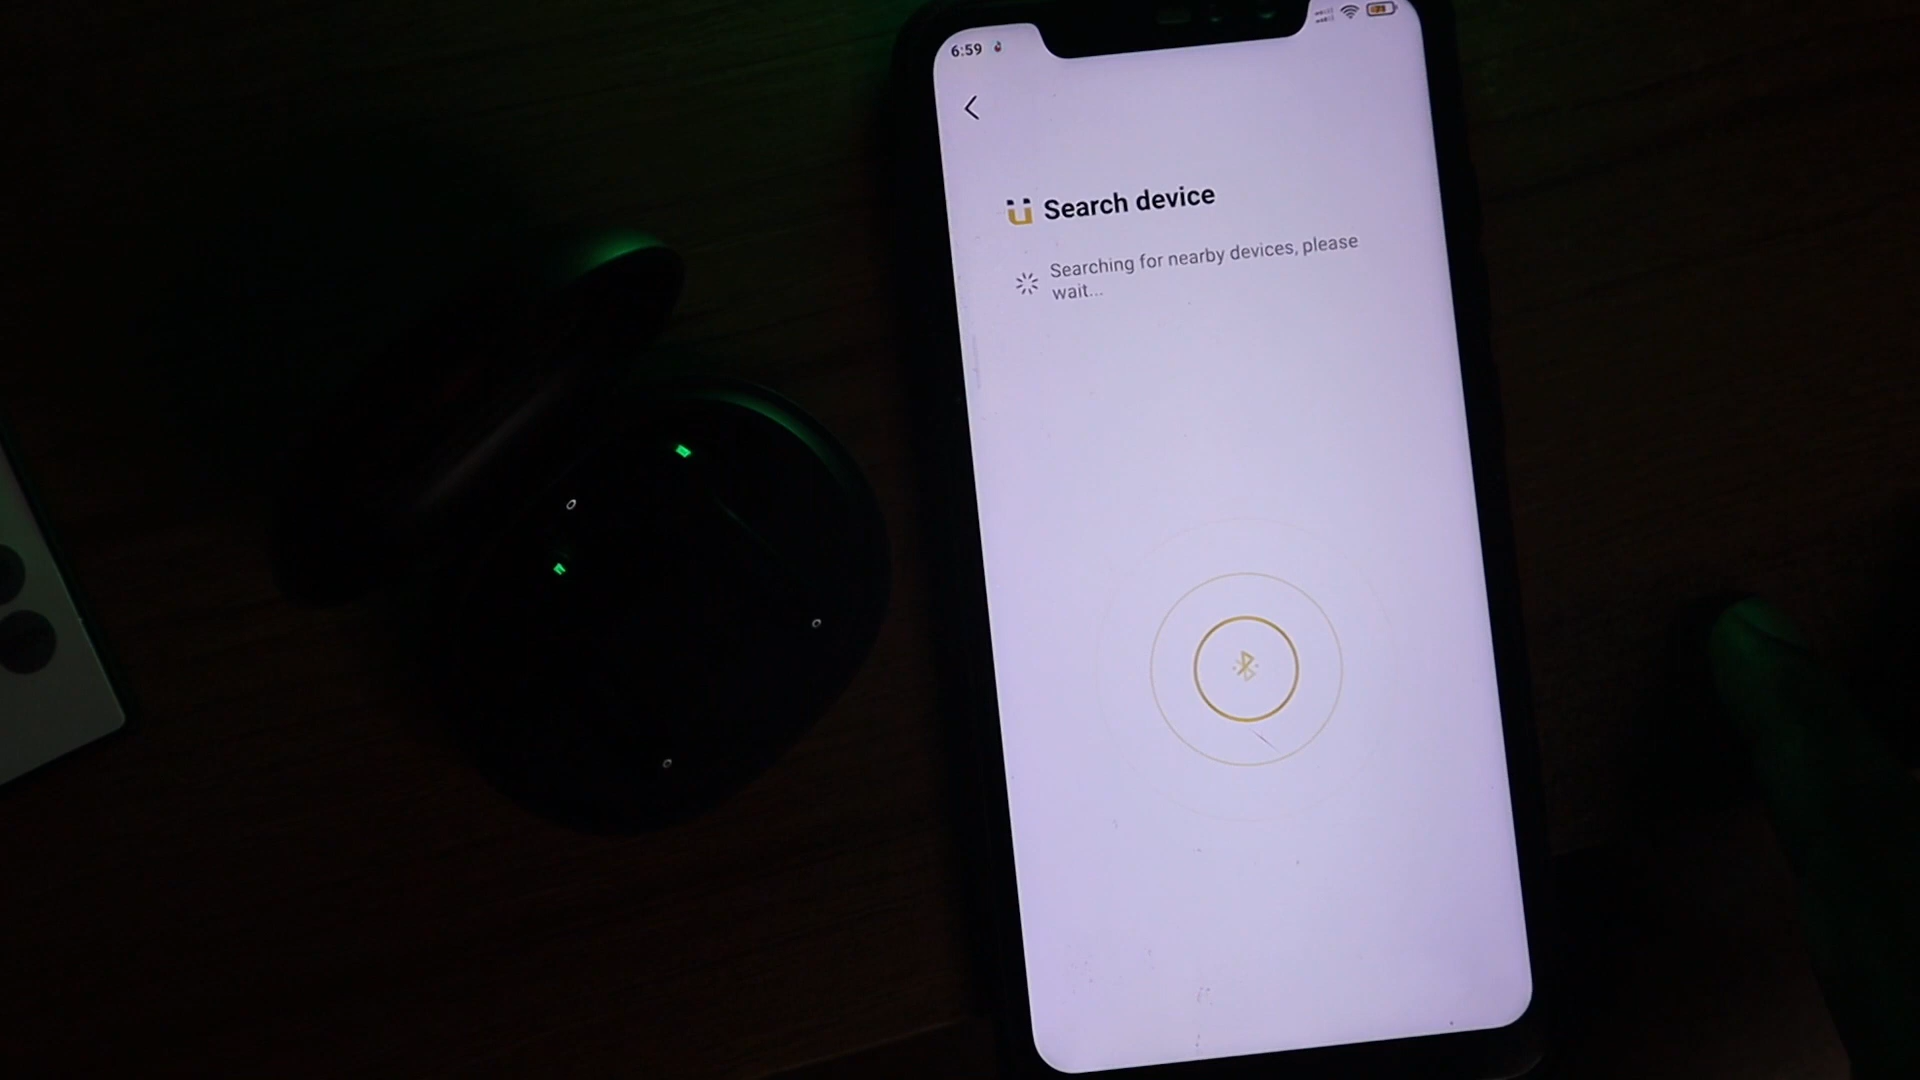 6:59
Search device
Searching for nearby devices, please
wait...